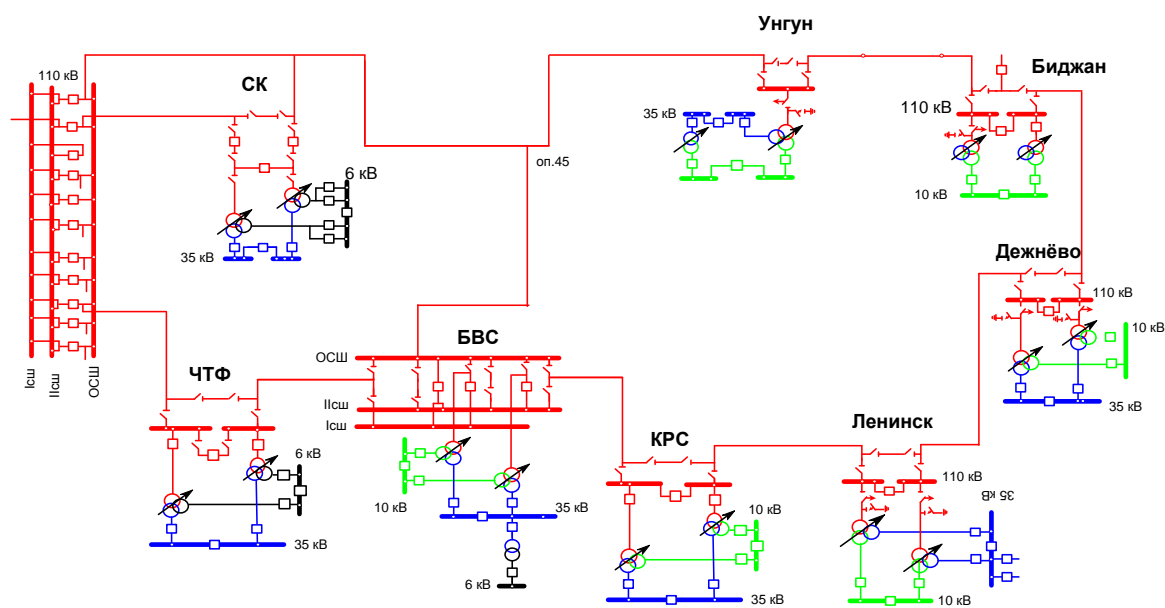 Унгун
110 кВ
СК
Биджан
35 кВ
110 кВ
оп.45
6 кВ
10 кВ
35 кВ
Дежнёво
110 кВ
10 кВ
БВС
ОСШ
ЧТФ
Iсш
IIсш
ОСШ
IIсш
Iсш
35 кВ
КРС
Ленинск
6 кВ
110 кВ
35 кВ
10 кВ
35 кВ
10 кВ
35 кВ
6 кВ
35 кВ
10 кВ